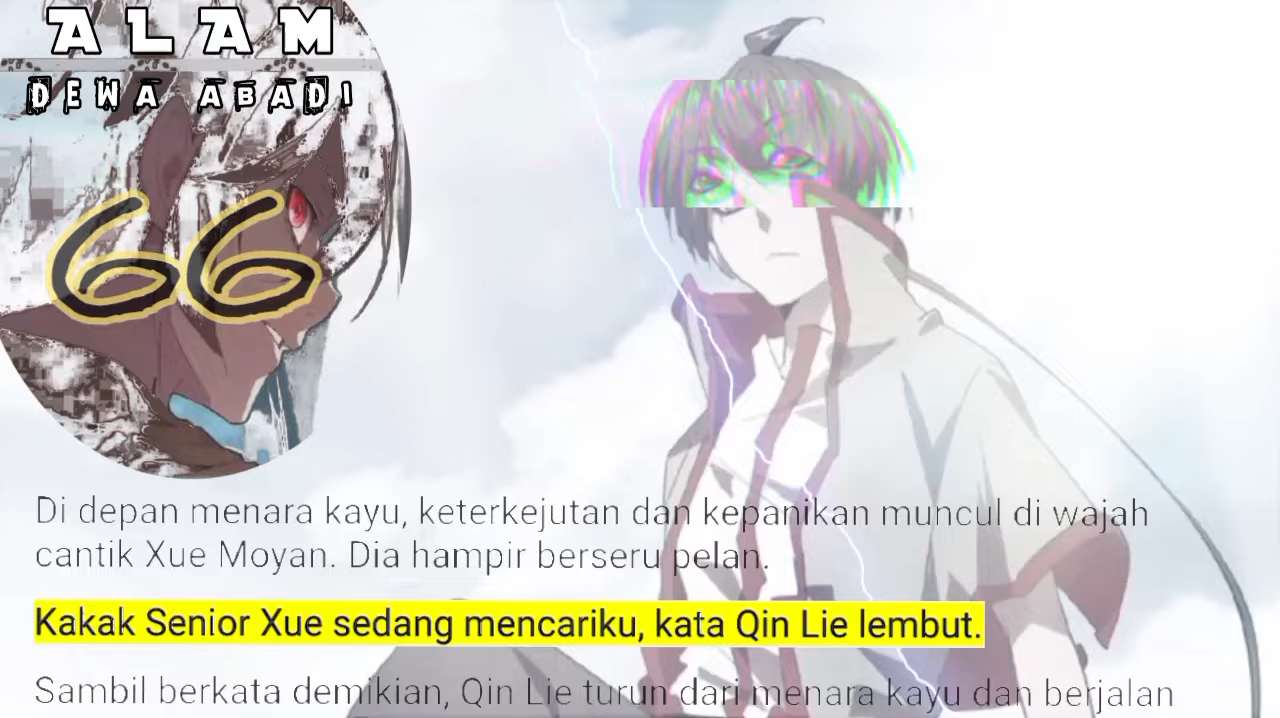 ALAM
DEWA ABADI
66
Di depan menara kayu, keterkejutan dan kepanikan muncul di wajah
cantik Xue Moyan. Dia hampir berseru pelan.
Kakak Senior Xue sedang mencariku, kata Qin Lie lembut.
Sambil berkata demikian, Qin Lie turun dari menara kayu dan berjalan